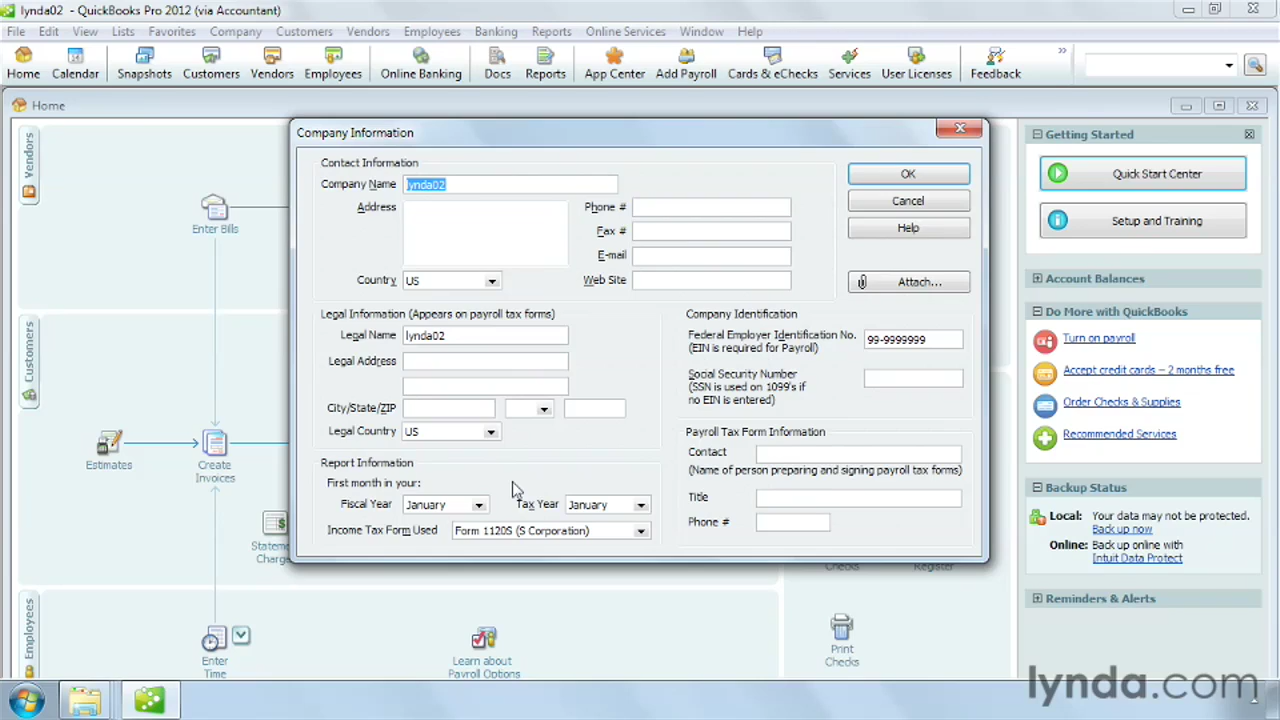 lynda02 - QuickBooks Pro 2012 (via Accountant)
File Edit View Lists Favorites Company Customers Vendors Employees Banking Reports Online Services Window Help
Home Calendar Snapshots Customers Vendors Employees Online Banking Docs Reports App Center Add Payroll Cards & eChecks Services User Licenses Feedback
Home
Vendors
Enter Bills
Customers
Estimates
Create
Invoices
Employees
Enter
Time
Learn about
Payroll Options
Print
Checks
Company Information
Contact Information
Company Name lynda02
Address
Phone #
Fax #
E-mail
Country US
Web Site
OK
Cancel
Help
Attach...
Legal Information (Appears on payroll tax forms)
Legal Name lynda02
Legal Address
City/State/ZIP
Legal Country US
Report Information
First month in your:
Fiscal Year January Tax Year January
Income Tax Form Used Form 1120S (S Corporation)
Company Identification
Federal Employer Identification No. 99-9999999
(EIN is required for Payroll)
Social Security Number
(SSN is used on 1099's if
no EIN is entered)
Payroll Tax Form Information
Contact
(Name of person preparing and signing payroll tax forms)
Title
Phone #
Getting Started
Quick Start Center
Setup and Training
Account Balances
Do More with QuickBooks
Turn on payroll
Accept credit cards – 2 months free
Order Checks & Supplies
Recommended Services
Backup Status
Local: Your data may not be protected.
Back up now
Online: Back up online with
Intuit Data Protect
Reminders & Alerts
lynda.com